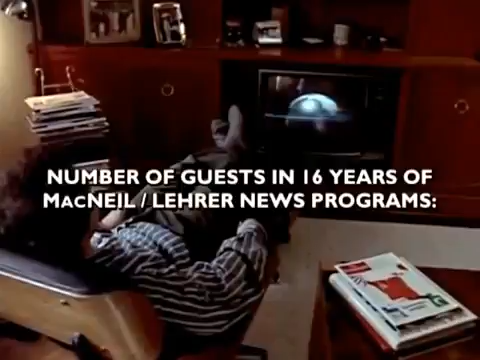 NUMBER OF GUESTS IN 16 YEARS OF
MACNEIL / LEHRER NEWS PROGRAMS: